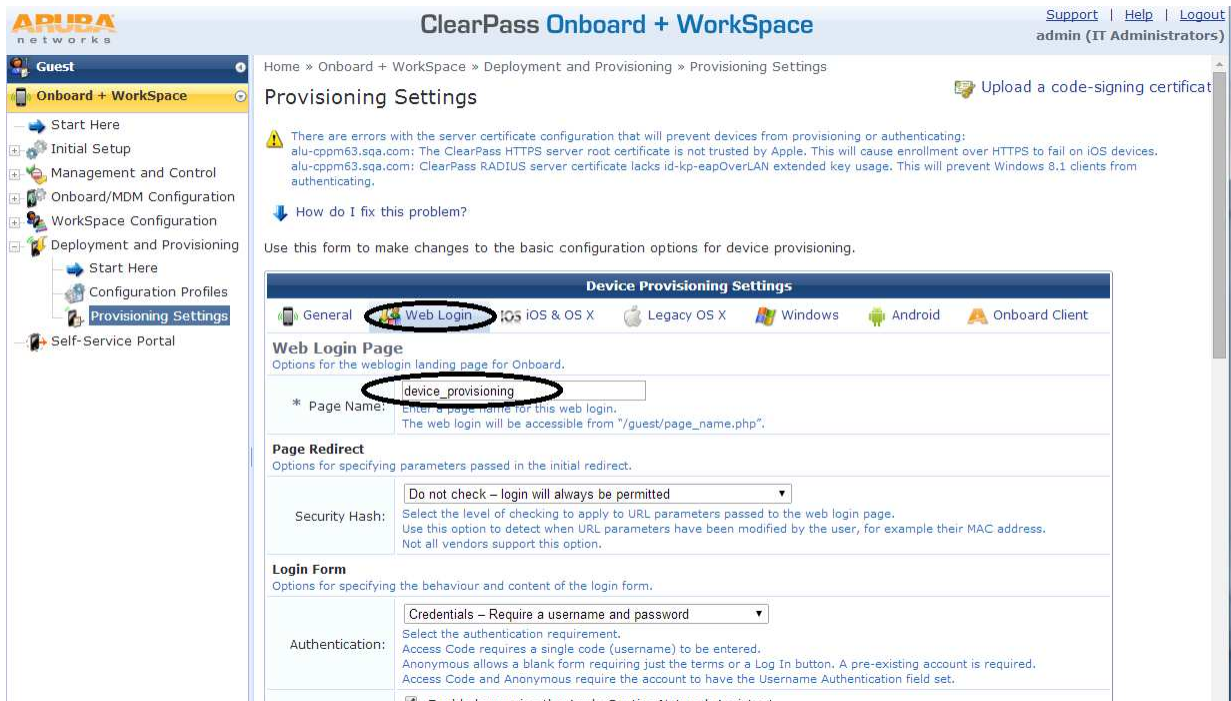 ARUBA
networks
ClearPass Onboard + WorkSpace
Support | Help | Logout
admin (IT Administrators)
Guest
Onboard + WorkSpace
Start Here
Initial Setup
Management and Control
Onboard/MDM Configuration
WorkSpace Configuration
Deployment and Provisioning
Start Here
Configuration Profiles
Provisioning Settings
Self-Service Portal
Home » Onboard + WorkSpace » Deployment and Provisioning » Provisioning Settings
Provisioning Settings
Upload a code-signing certificat
There are errors with the server certificate configuration that will prevent devices from provisioning or authenticating:
alu-cppm63.sqa.com: The ClearPass HTTPS server root certificate is not trusted by Apple. This will cause enrollment over HTTPS to fail on iOS devices.
alu-cppm63.sqa.com: ClearPass RADIUS server certificate lacks id-kp-eapOverLAN extended key usage. This will prevent Windows 8.1 clients from
authenticating.
How do I fix this problem?
Use this form to make changes to the basic configuration options for device provisioning.
Device Provisioning Settings
General
Web Login
iOS iOS & OS X
Legacy OS X
Windows
Android
Onboard Client
Web Login Page
Options for the weblogin landing page for Onboard.
* Page Name:
device_provisioning
Enter a page name for this web login.
The web login will be accessible from "/guest/page_name.php".
Page Redirect
Options for specifying parameters passed in the initial redirect.
Security Hash:
Do not check – login will always be permitted
Select the level of checking to apply to URL parameters passed to the web login page.
Use this option to detect when URL parameters have been modified by the user, for example their MAC address.
Not all vendors support this option.
Login Form
Options for specifying the behaviour and content of the login form.
Authentication:
Credentials – Require a username and password
Select the authentication requirement.
Access Code requires a single code (username) to be entered.
Anonymous allows a blank form requiring just the terms or a Log In button. A pre-existing account is required.
Access Code and Anonymous require the account to have the Username Authentication field set.